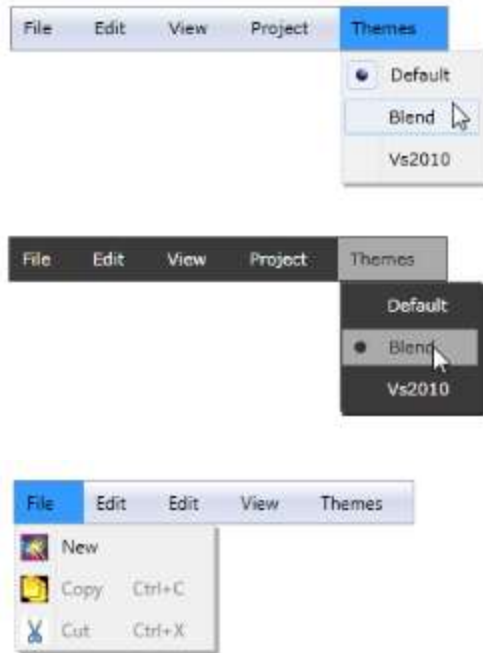 File Edit View Project Themes
Default
Blend
Vs2010
File Edit View Project Themes
Default
Blend
Vs2010
File Edit Edit View Themes
New
Copy Ctrl+C
Cut Ctrl+X